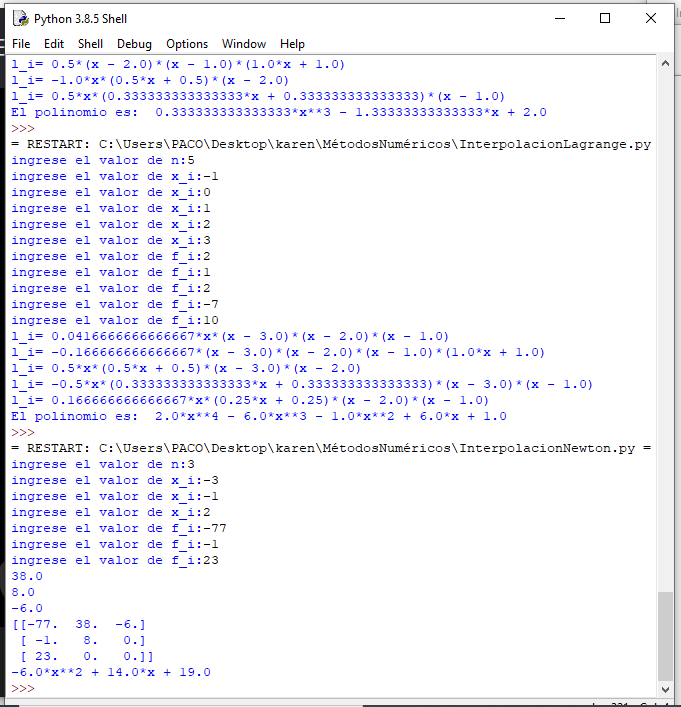 Python 3.8.5 Shell
File Edit Shell Debug Options Window Help
l_i= 0.5*(x - 2.0)*(x - 1.0)*(1.0*x + 1.0)
l_i= -1.0*x*(0.5*x + 0.5)*(x - 2.0)
l_i= 0.5*x*(0.333333333333333*x + 0.333333333333333)*(x - 1.0)
El polinomio es:  0.333333333333333*x**3 - 1.33333333333333*x + 2.0
>>>
= RESTART: C:\Users\PACO\Desktop\karen\MétodosNuméricos\InterpolacionLagrange.py
ingrese el valor de n:5
ingrese el valor de x_i:-1
ingrese el valor de x_i:0
ingrese el valor de x_i:1
ingrese el valor de x_i:2
ingrese el valor de x_i:3
ingrese el valor de f_i:2
ingrese el valor de f_i:1
ingrese el valor de f_i:2
ingrese el valor de f_i:-7
ingrese el valor de f_i:10
l_i= 0.0416666666666667*x*(x - 3.0)*(x - 2.0)*(x - 1.0)
l_i= -0.166666666666667*(x - 3.0)*(x - 2.0)*(x - 1.0)*(1.0*x + 1.0)
l_i= 0.5*x*(0.5*x + 0.5)*(x - 3.0)*(x - 2.0)
l_i= -0.5*x*(0.333333333333333*x + 0.333333333333333)*(x - 3.0)*(x - 1.0)
l_i= 0.166666666666667*x*(0.25*x + 0.25)*(x - 2.0)*(x - 1.0)
El polinomio es:  2.0*x**4 - 6.0*x**3 - 1.0*x**2 + 6.0*x + 1.0
>>>
= RESTART: C:\Users\PACO\Desktop\karen\MétodosNuméricos\InterpolacionNewton.py =
ingrese el valor de n:3
ingrese el valor de x_i:-3
ingrese el valor de x_i:-1
ingrese el valor de x_i:2
ingrese el valor de f_i:-77
ingrese el valor de f_i:-1
ingrese el valor de f_i:23
38.0
8.0
-6.0
[[-77.  38.  -6.]
 [ -1.   8.   0.]
 [ 23.   0.   0.]]
-6.0*x**2 + 14.0*x + 19.0
>>>